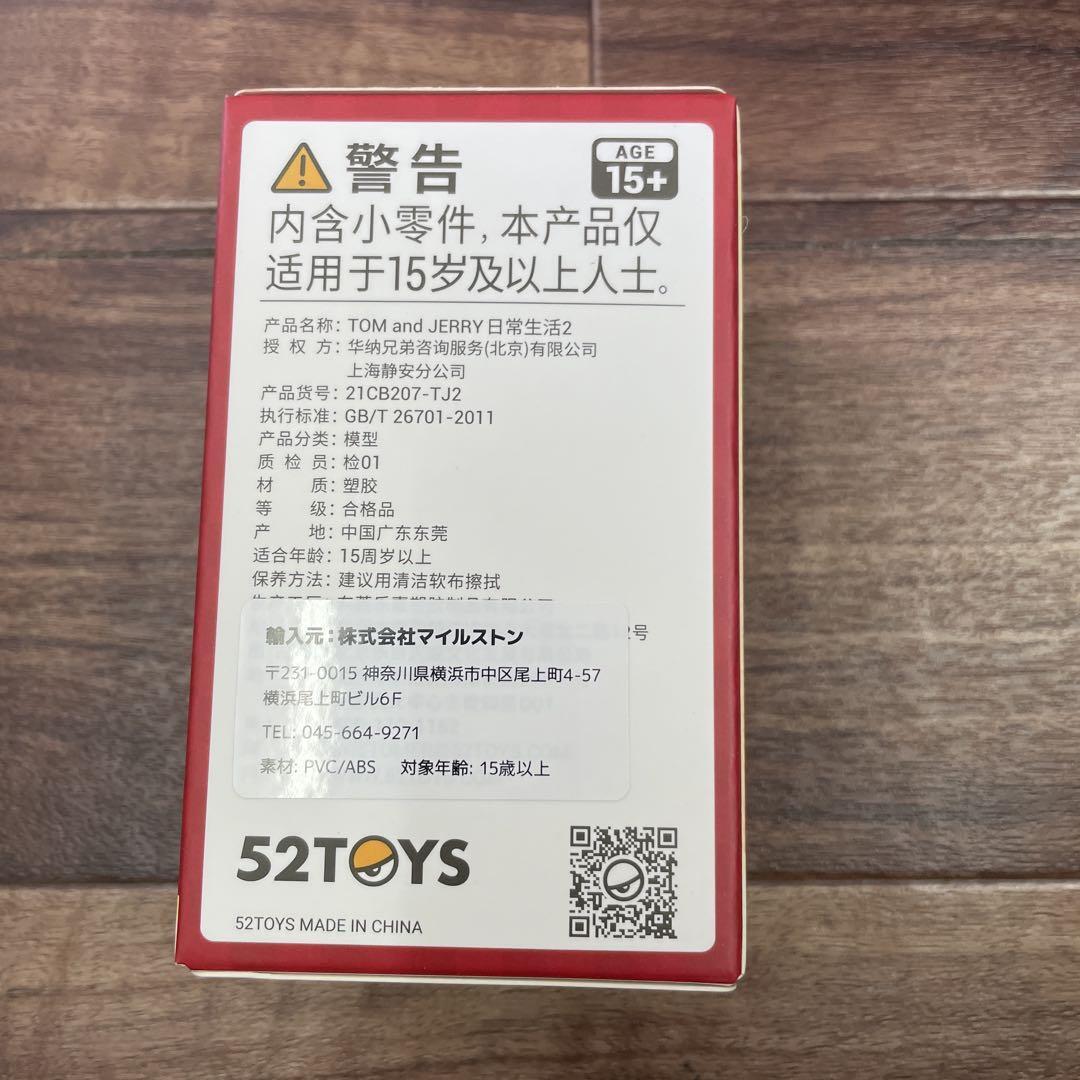 警告
AGE
15+
内含小零件,本产品仅
适用于15岁及以上人士。
产品名称: TOM and JERRY日常生活2
授 权 方: 华纳兄弟咨询服务(北京)有限公司
上海静安分公司
产品货号: 21CB207-TJ2
执行标准: GB/T 26701-2011
产品分类: 模型
质 检 员: 检01
材 质: 塑胶
等 级: 合格品
产 地: 中国广东东莞
适合年龄: 15周岁以上
保养方法: 建议用清洁软布擦拭
2号
輸入元:株式会社マイルストン
〒231-0015 神奈川県横浜市中区尾上町4-57
横浜尾上町ビル6F
TEL: 045-664-9271
素材: PVC/ABS 対象年齢: 15歳以上
52TOYS
52TOYS MADE IN CHINA